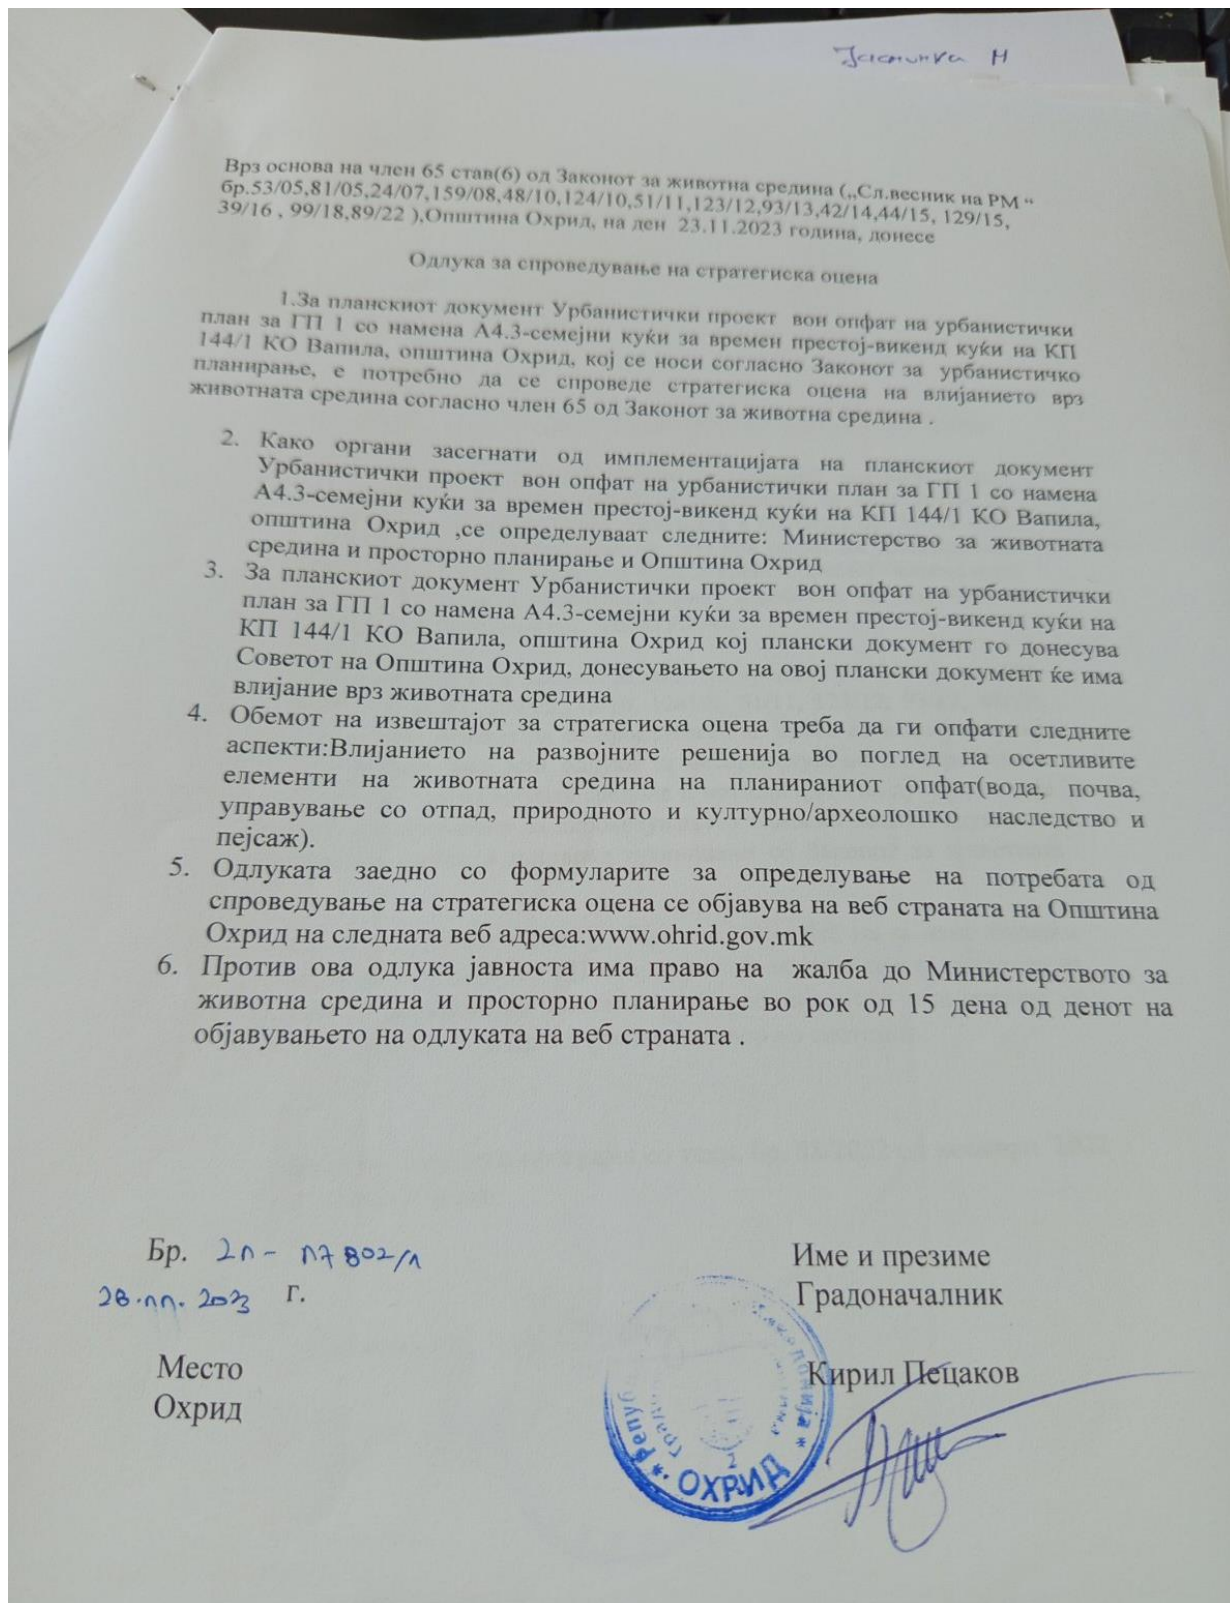 Јасминка Н
Врз основа на член 65 став(6) од Законот за животна средина („Сл.весник на РМ “
бр.53/05,81/05,24/07,159/08,48/10,124/10,51/11,123/12,93/13,42/14,44/15, 129/15,
39/16 , 99/18,89/22 ),Општина Охрид, на ден 23.11.2023 година, донесе
Одлука за спроведување на стратегиска оцена
1.За планскиот документ Урбанистички проект вон опфат на урбанистички
план за ГП 1 со намена А4.3-семејни куќи за времен престој-викенд куќи на КП
144/1 КО Вапила, општина Охрид, кој се носи согласно Законот за урбанистичко
планирање, е потребно да се спроведе стратегиска оцена на влијанието врз
животната средина согласно член 65 од Законот за животна средина .
2. Како органи засегнати од имплементацијата на планскиот документ
Урбанистички проект вон опфат на урбанистички план за ГП 1 со намена
А4.3-семејни куќи за времен престој-викенд куќи на КП 144/1 КО Вапила,
општина Охрид ,се определуваат следните: Министерство за животната
средина и просторно планирање и Општина Охрид
3. За планскиот документ Урбанистички проект вон опфат на урбанистички
план за ГП 1 со намена А4.3-семејни куќи за времен престој-викенд куќи на
КП 144/1 КО Вапила, општина Охрид кој плански документ го донесува
Советот на Општина Охрид, донесувањето на овој плански документ ќе има
влијание врз животната средина
4. Обемот на извештајот за стратегиска оцена треба да ги опфати следните
аспекти:Влијанието на развојните решенија во поглед на осетливите
елементи на животната средина на планираниот опфат(вода, почва,
управување со отпад, природното и културно/археолошко наследство и
пејсаж).
5. Одлуката заедно со формуларите за определување на потребата од
спроведување на стратегиска оцена се објавува на веб страната на Општина
Охрид на следната веб адреса:www.ohrid.gov.mk
6. Против ова одлука јавноста има право на жалба до Министерството за
животна средина и просторно планирање во рок од 15 дена од денот на
објавувањето на одлуката на веб страната .
Бр. 21-17802/1
28.11.2023 г.
Име и презиме
Градоначалник
Место
Охрид
Кирил Пецаков
ОХРИД
2